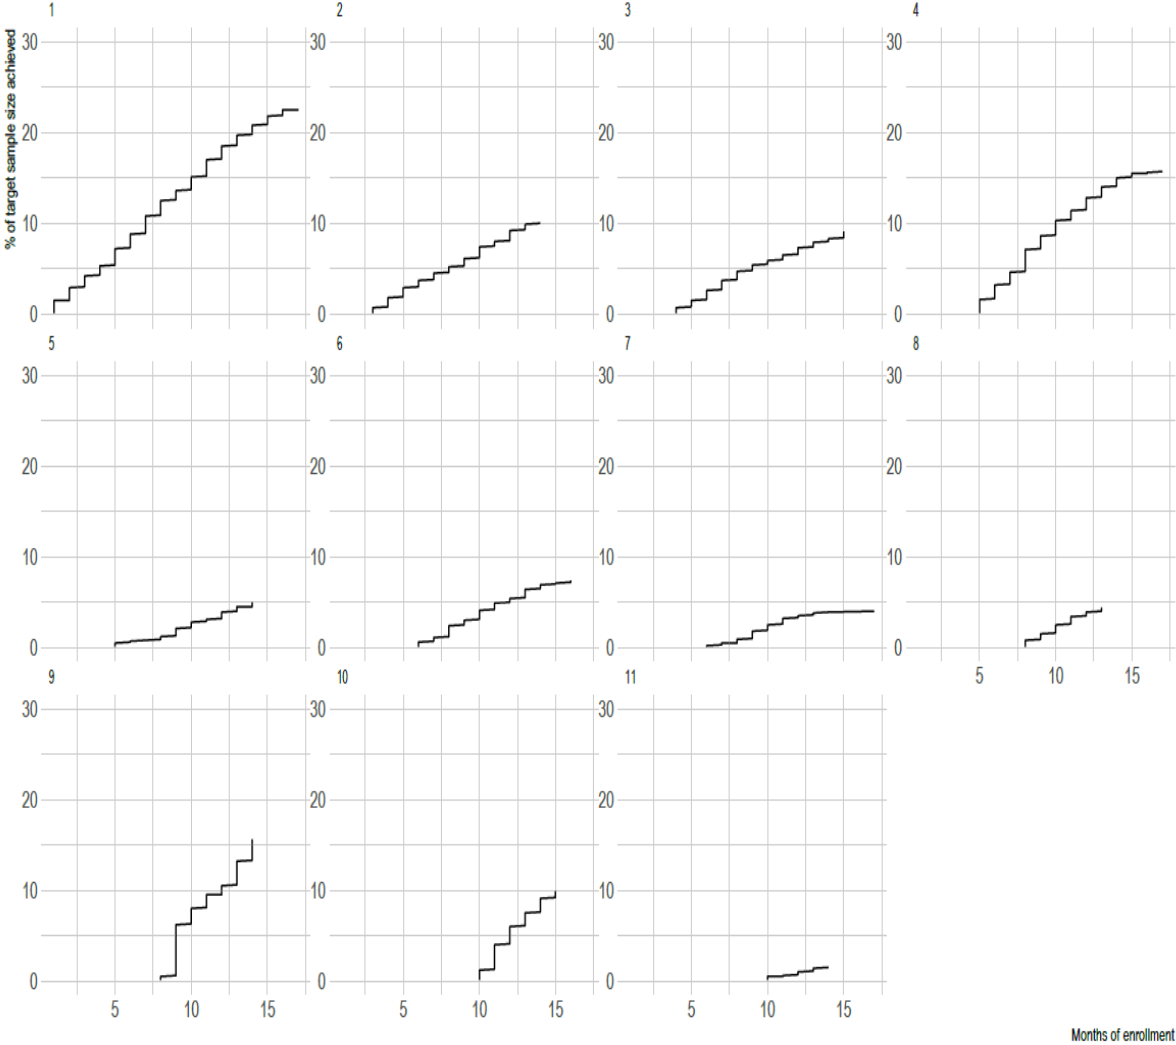 1 2 3 4
% of target sample size achieved
30 30 30 30
20 20 20 20
10 10 10 10
0 0 0 0
5 6 7 8
30 30 30 30
20 20 20 20
10 10 10 10
0 0 0 0
5 10 15
9 10 11
30 30 30
20 20 20
10 10 10
0 0 0
5 10 15 5 10 15 5 10 15
Months of enrollment